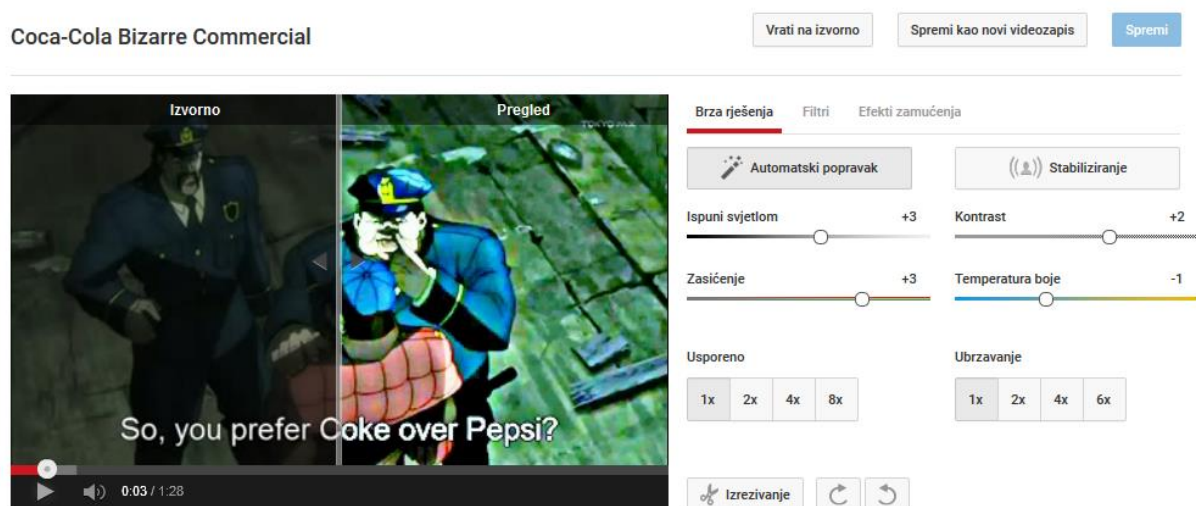 Coca-Cola Bizarre Commercial
Vrati na izvorno
Spremi kao novi videozapis
Spremi
Izvorno
Pregled
TOKYO MX
So, you prefer Coke over Pepsi?
0:03 / 1:28
Brza rješenja
Filtri
Efekti zamućenja
Automatski popravak
Stabiliziranje
Ispuni svjetlom +3
Kontrast +2
Zasićenje +3
Temperatura boje -1
Usporeno
1x 2x 4x 8x
Ubrzavanje
1x 2x 4x 6x
Izrezivanje